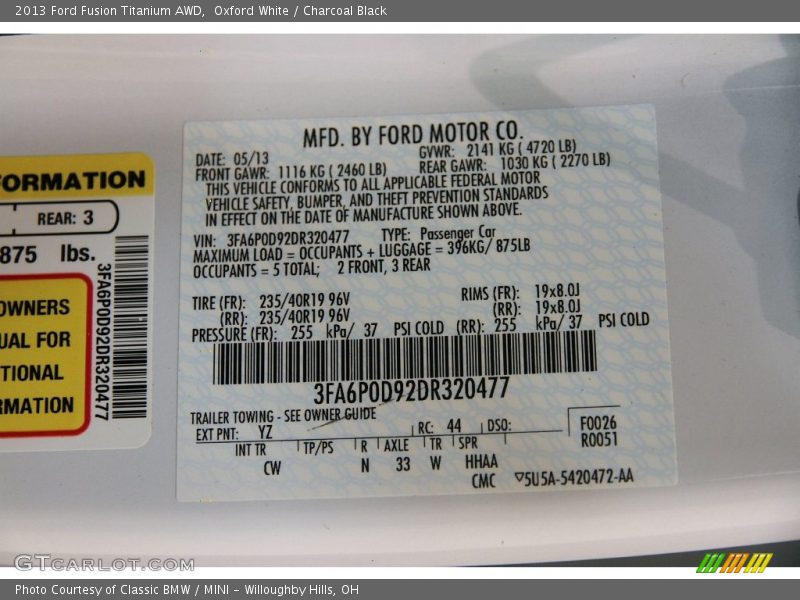 2013 Ford Fusion Titanium AWD, Oxford White / Charcoal Black
FORMATION
REAR: 3
875 lbs.
OWNERS
UAL FOR
TIONAL
RMATION
3FA6P0D92DR320477
MFD. BY FORD MOTOR CO.
DATE: 05/13 GVWR: 2141 KG ( 4720 LB)
FRONT GAWR: 1116 KG ( 2460 LB) REAR GAWR: 1030 KG ( 2270 LB)
THIS VEHICLE CONFORMS TO ALL APPLICABLE FEDERAL MOTOR
VEHICLE SAFETY, BUMPER, AND THEFT PREVENTION STANDARDS
IN EFFECT ON THE DATE OF MANUFACTURE SHOWN ABOVE.
VIN: 3FA6P0D92DR320477 TYPE: Passenger Car
MAXIMUM LOAD = OCCUPANTS + LUGGAGE = 396KG/ 875LB
OCCUPANTS = 5 TOTAL; 2 FRONT, 3 REAR
TIRE (FR): 235/40R19 96V RIMS (FR): 19x8.0J
(RR): 235/40R19 96V (RR): 19x8.0J
PRESSURE (FR): 255 kPa/ 37 PSI COLD (RR): 255 kPa/ 37 PSI COLD
3FA6P0D92DR320477
TRAILER TOWING - SEE OWNER GUIDE
EXT PNT: YZ RC: 44 DSO: F0026
R0051
INT TR TP/PS R AXLE TR SPR
CW N 33 W HHAA
CMC ▽5U5A-5420472-AA
GTCarLot.com
Photo Courtesy of Classic BMW / MINI - Willoughby Hills, OH